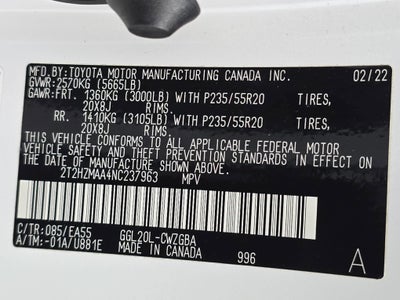 MFD. BY: TOYOTA MOTOR MANUFACTURING CANADA INC. 02/22
GVWR: 2570KG (5665LB)
GAWR: FRT. 1360KG (3000LB) WITH P235/55R20 TIRES,
20X8J RIMS.
RR. 1410KG (3105LB) WITH P235/55R20 TIRES,
20X8J RIMS.
THIS VEHICLE CONFORMS TO ALL APPLICABLE FEDERAL MOTOR
VEHICLE SAFETY AND THEFT PREVENTION STANDARDS IN EFFECT
ON THE DATE OF MANUFACTURE SHOWN ABOVE.
2T2HZMAA4NC237963 MPV
C/TR: 085/EA55 GGL20L-CWZGBA
A/TM: -01A/U881E MADE IN CANADA 996